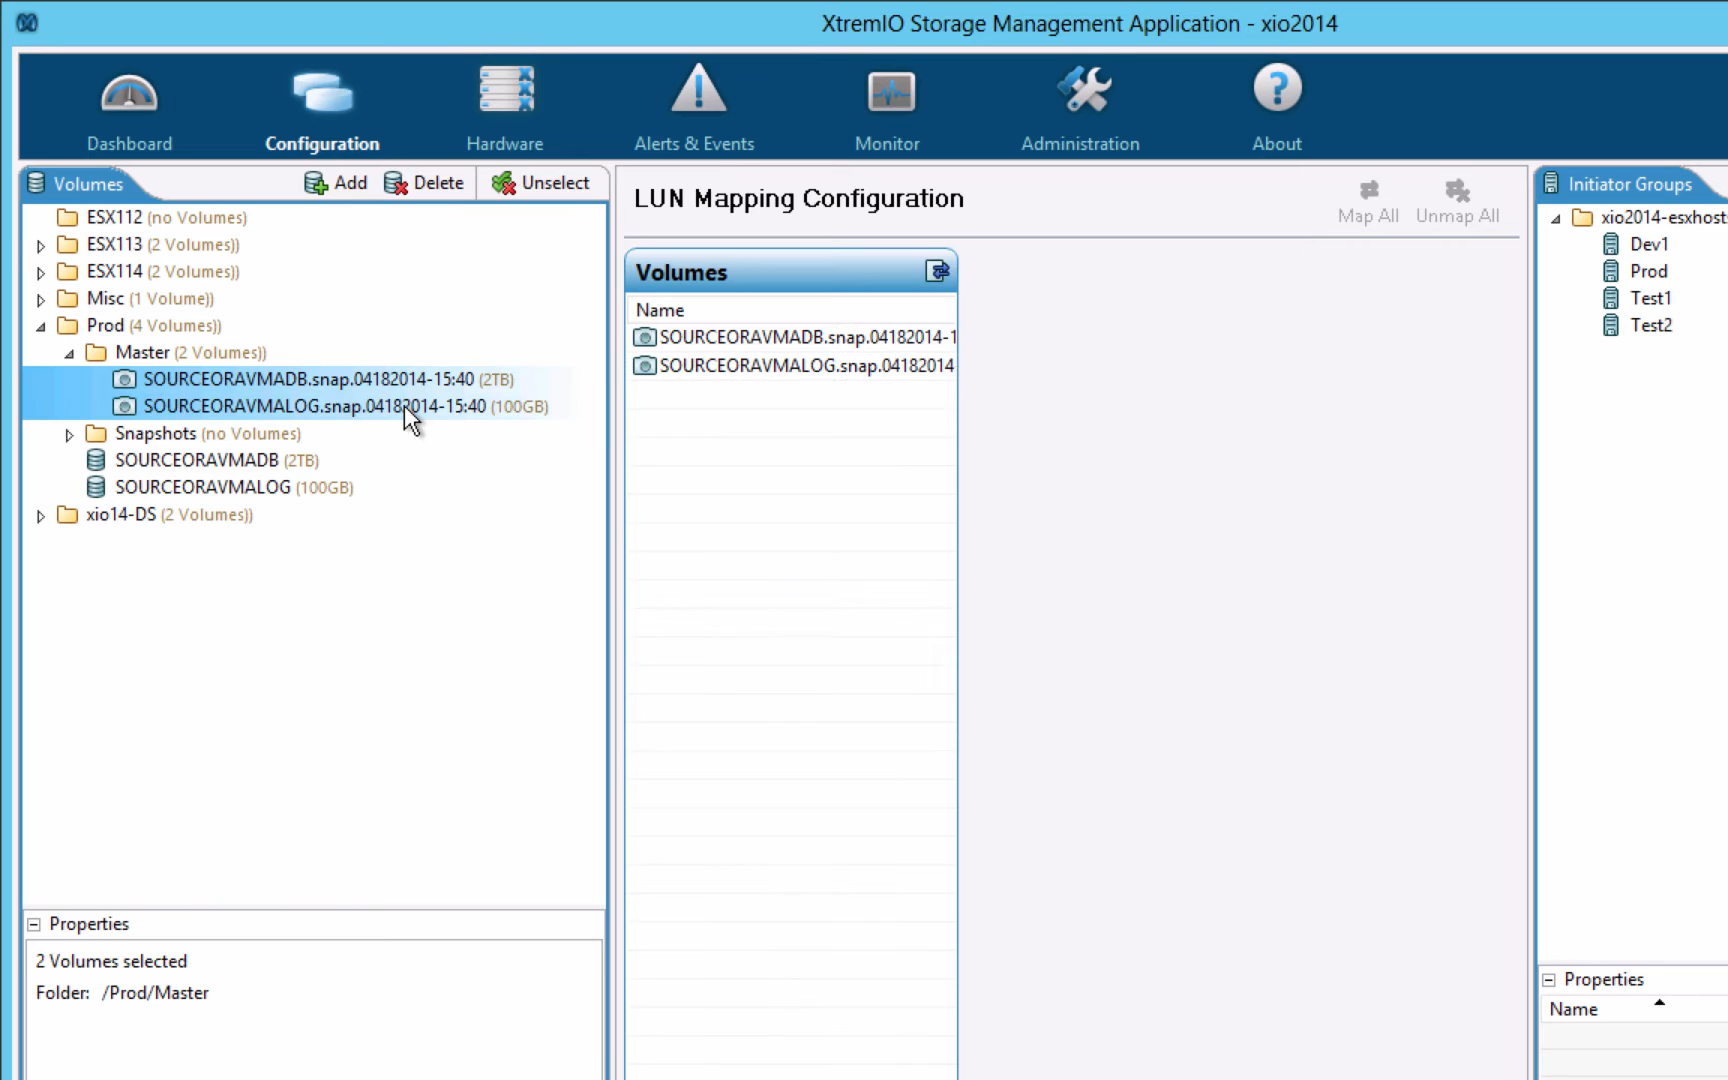 XtremIO Storage Management Application - xio2014
Dashboard
Configuration
Hardware
Alerts & Events
Monitor
Administration
About
Volumes
Add
Delete
Unselect
ESX112 (no Volumes)
ESX113 (2 Volumes))
ESX114 (2 Volumes))
Misc (1 Volume))
Prod (4 Volumes))
Master (2 Volumes))
SOURCEORAVMADB.snap.04182014-15:40 (2TB)
SOURCEORAVMALOG.snap.04182014-15:40 (100GB)
Snapshots (no Volumes)
SOURCEORAVMADB (2TB)
SOURCEORAVMALOG (100GB)
xio14-DS (2 Volumes))
Properties
2 Volumes selected
Folder: /Prod/Master
LUN Mapping Configuration
Map All
Unmap All
Volumes
Name
SOURCEORAVMADB.snap.04182014-1
SOURCEORAVMALOG.snap.04182014
Initiator Groups
xio2014-esxhost
Dev1
Prod
Test1
Test2
Properties
Name